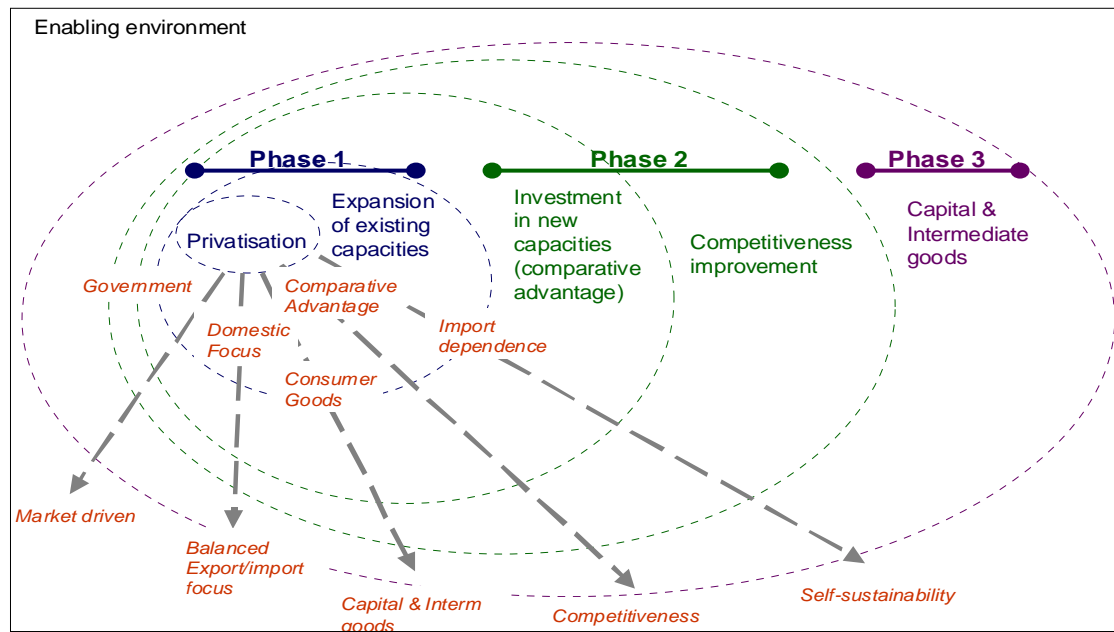 Enabling environment
Phase 1
Phase 2
Phase 3
Privatisation
Expansion
of existing
capacities
Investment
in new
capacities
(comparative
advantage)
Competitiveness
improvement
Capital &
Intermediate
goods
Government
Domestic
Focus
Comparative
Advantage
Consumer
Goods
Import
dependence
Market driven
Balanced
Export/import
focus
Capital & Interm
goods
Competitiveness
Self-sustainability